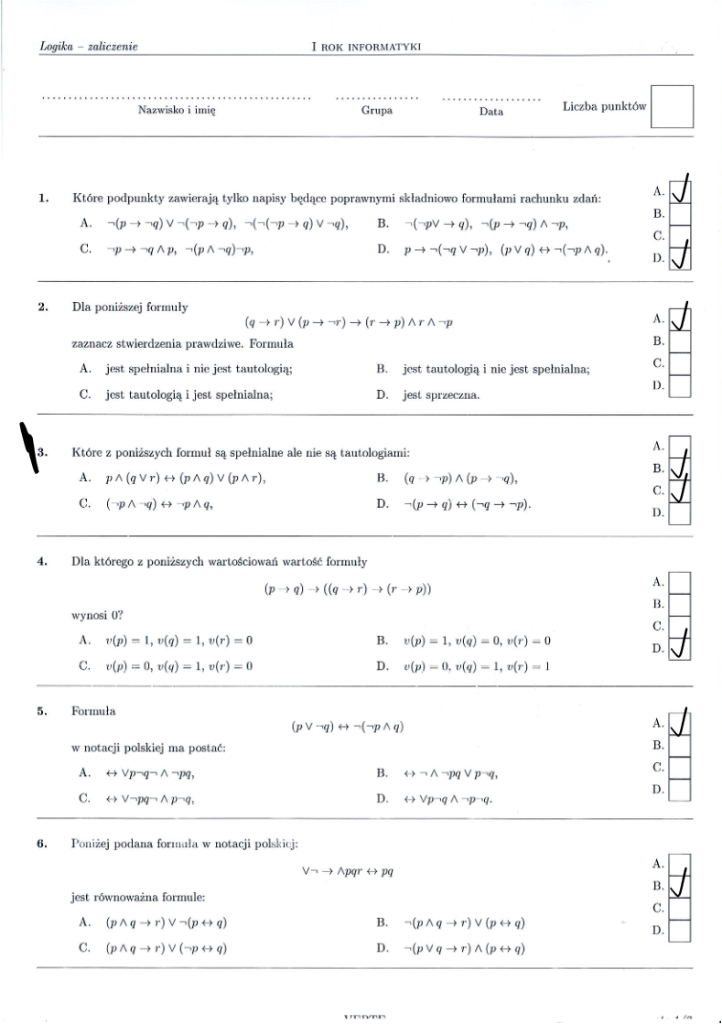 Logika – zaliczenie I ROK INFORMATYKI
Nazwisko i imię Grupa Data Liczba punktów
1. Które podpunkty zawierają tylko napisy będące poprawnymi składniowo formułami rachunku zdań:
A. ¬(p → ¬q) ∨ ¬(¬p → q), ¬(¬(¬p → q) ∨ ¬q), B. ¬(¬p∨ → q), ¬(p → ¬q) ∧ ¬p,
C. ¬p → ¬q ∧ p, ¬(p ∧ ¬q)¬p, D. p → ¬(¬q ∨ ¬p), (p ∨ q) ↔ ¬(¬p ∧ q).
A.
B.
C.
D.
2. Dla poniższej formuły
(q → r) ∨ (p → ¬r) → (r → p) ∧ r ∧ ¬p
zaznacz stwierdzenia prawdziwe. Formuła
A. jest spełnialna i nie jest tautologią; B. jest tautologią i nie jest spełnialna;
C. jest tautologią i jest spełnialna; D. jest sprzeczna.
A.
B.
C.
D.
3. Które z poniższych formuł są spełnialne ale nie są tautologiami:
A. p ∧ (q ∨ r) ↔ (p ∧ q) ∨ (p ∧ r), B. (q → ¬p) ∧ (p → ¬q),
C. (¬p ∧ ¬q) ↔ ¬p ∧ q, D. ¬(p → q) ↔ (¬q → ¬p).
A.
B.
C.
D.
4. Dla którego z poniższych wartościowań wartość formuły
(p → q) → ((q → r) → (r → p))
wynosi 0?
A. v(p) = 1, v(q) = 1, v(r) = 0 B. v(p) = 1, v(q) = 0, v(r) = 0
C. v(p) = 0, v(q) = 1, v(r) = 0 D. v(p) = 0, v(q) = 1, v(r) = 1
A.
B.
C.
D.
5. Formuła
(p ∨ ¬q) ↔ ¬(¬p ∧ q)
w notacji polskiej ma postać:
A. ↔ ∨p¬q¬ ∧ ¬pq, B. ↔ ¬ ∧ ¬pq ∨ p¬q,
C. ↔ ∨¬pq¬ ∧ p¬q, D. ↔ ∨p¬q ∧ ¬p¬q.
A.
B.
C.
D.
6. Poniżej podana formuła w notacji polskiej:
∨¬ → ∧pqr ↔ pq
jest równoważna formule:
A. (p ∧ q → r) ∨ ¬(p ↔ q) B. ¬(p ∧ q → r) ∨ (p ↔ q)
C. (p ∧ q → r) ∨ (¬p ↔ q) D. ¬(p ∨ q → r) ∧ (p ↔ q)
A.
B.
C.
D.